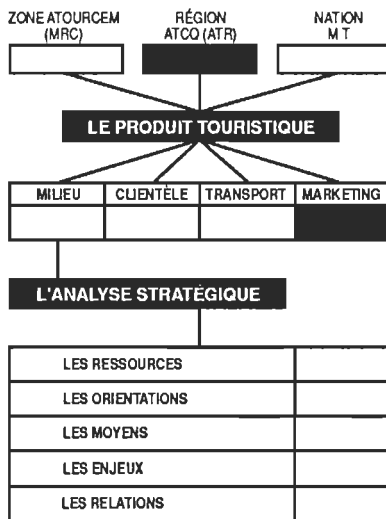 ZONE ATOURCEM RÉGION NATION
(MRC) ATCQ (ATR) M T
LE PRODUIT TOURISTIQUE
MILIEU CLIENTÈLE TRANSPORT MARKETING
L'ANALYSE STRATÉGIQUE
LES RESSOURCES
LES ORIENTATIONS
LES MOYENS
LES ENJEUX
LES RELATIONS